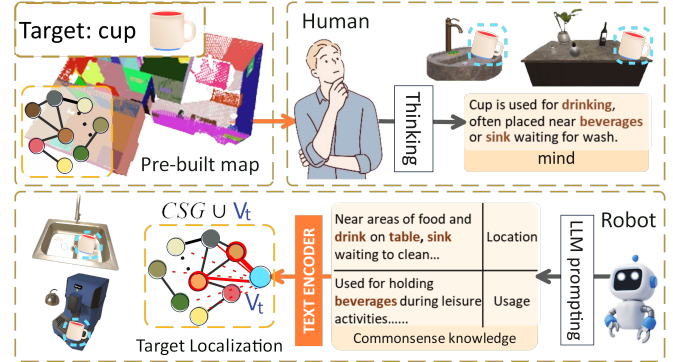 Target: cup
Pre-built map
Human
Thinking
Cup is used for drinking,
often placed near beverages
or sink waiting for wash.
mind
CSG ∪ Vt
Vt
Target Localization
TEXT ENCODER
Near areas of food and
drink on table, sink
waiting to clean...
Location
Used for holding
beverages during leisure
activities......
Usage
Commonsense knowledge
LLM prompting
Robot